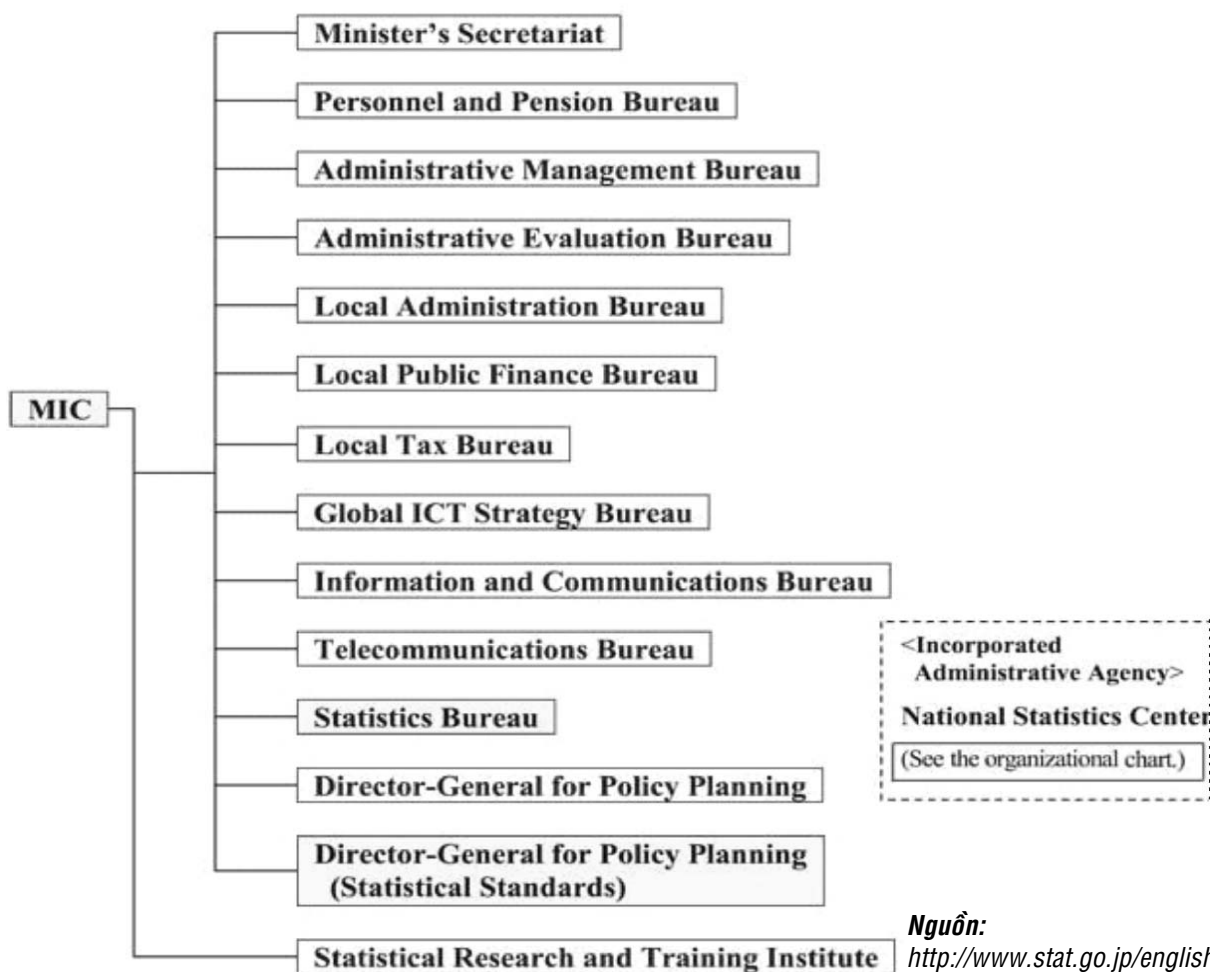 Minister's Secretariat
Personnel and Pension Bureau
Administrative Management Bureau
Administrative Evaluation Bureau
Local Administration Bureau
Local Public Finance Bureau
MIC
Local Tax Bureau
Global ICT Strategy Bureau
Information and Communications Bureau
Telecommunications Bureau
Statistics Bureau
Director-General for Policy Planning
Director-General for Policy Planning
(Statistical Standards)
Statistical Research and Training Institute
<Incorporated
Administrative Agency>
National Statistics Center
(See the organizational chart.)
Nguồn:
http://www.stat.go.jp/english